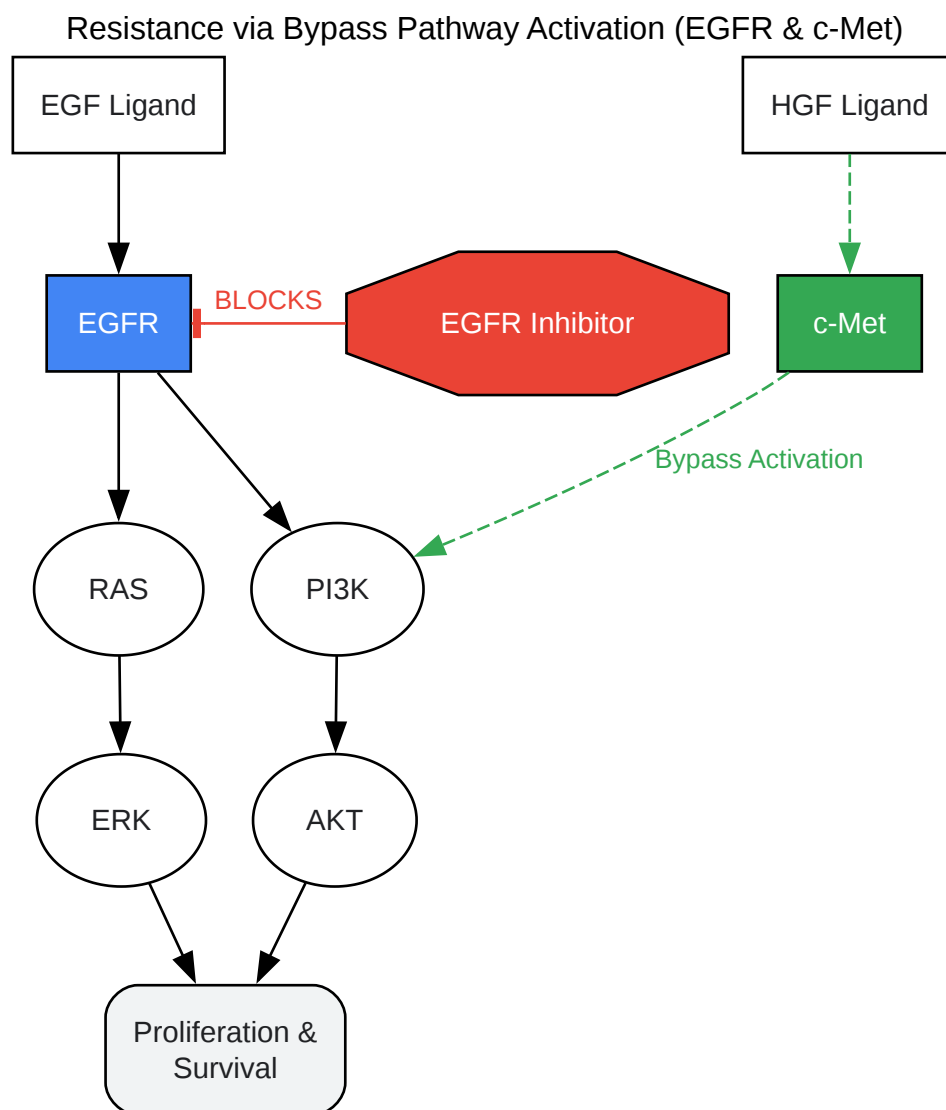 Resistance via Bypass Pathway Activation (EGFR & c-Met)
EGF Ligand
HGF Ligand
EGFR
BLOCKS
EGFR Inhibitor
c-Met
Bypass Activation
RAS
PI3K
ERK
AKT
Proliferation &
Survival